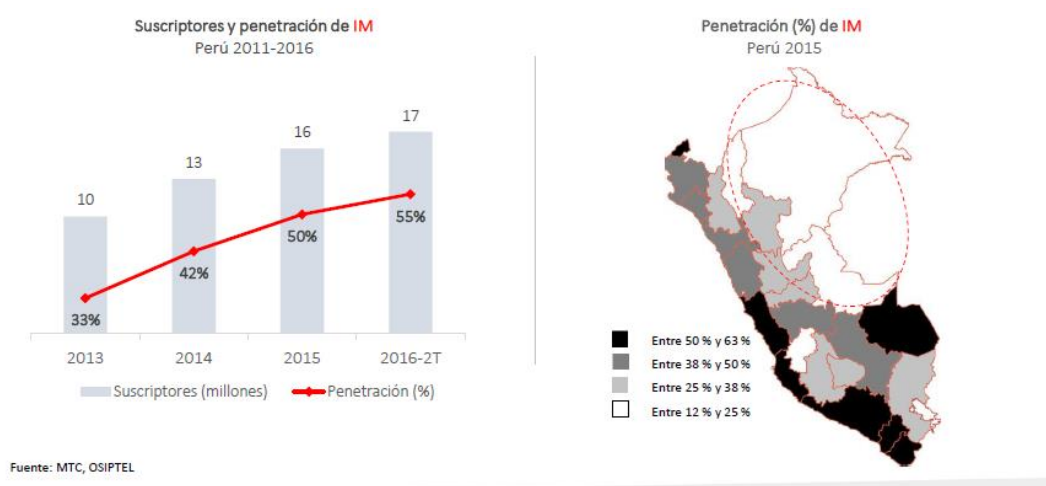 Suscriptores y penetración de IM
Perú 2011-2016
10
13
16
17
33%
42%
50%
55%
2013
2014
2015
2016-2T
Suscriptores (millones)
Penetración (%)
Fuente: MTC, OSIPTEL
Penetración (%) de IM
Perú 2015
Entre 50 % y 63 %
Entre 38 % y 50 %
Entre 25 % y 38 %
Entre 12 % y 25 %